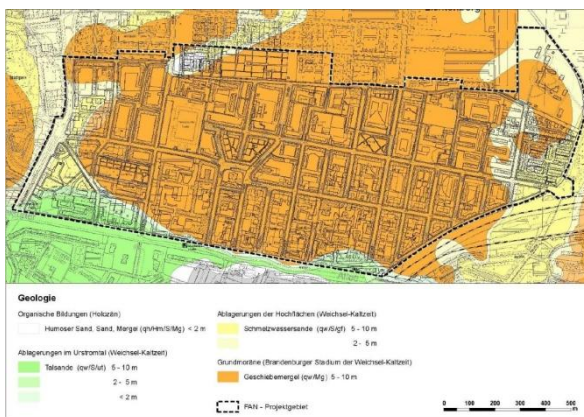 Geologie
Organische Bildungen (Holozän)
Humoser Sand, Sand, Mergel (qh/Hm/S/Mg) < 2 m
Ablagerungen im Urstromtal (Weichsel-Kaltzeit)
Talsande (qw/S/ut) 5 - 10 m
2 - 5 m
< 2 m
Ablagerungen der Hochflächen (Weichsel-Kaltzeit)
Schmelzwassersande (qw/S/gf) 5 - 10 m
2 - 5 m
Grundmoräne (Brandenburger Stadium der Weichsel-Kaltzeit)
Geschiebemergel (qw/Mg) 5 - 10 m
PAN - Projektgebiet
0 100 200 300 400 500